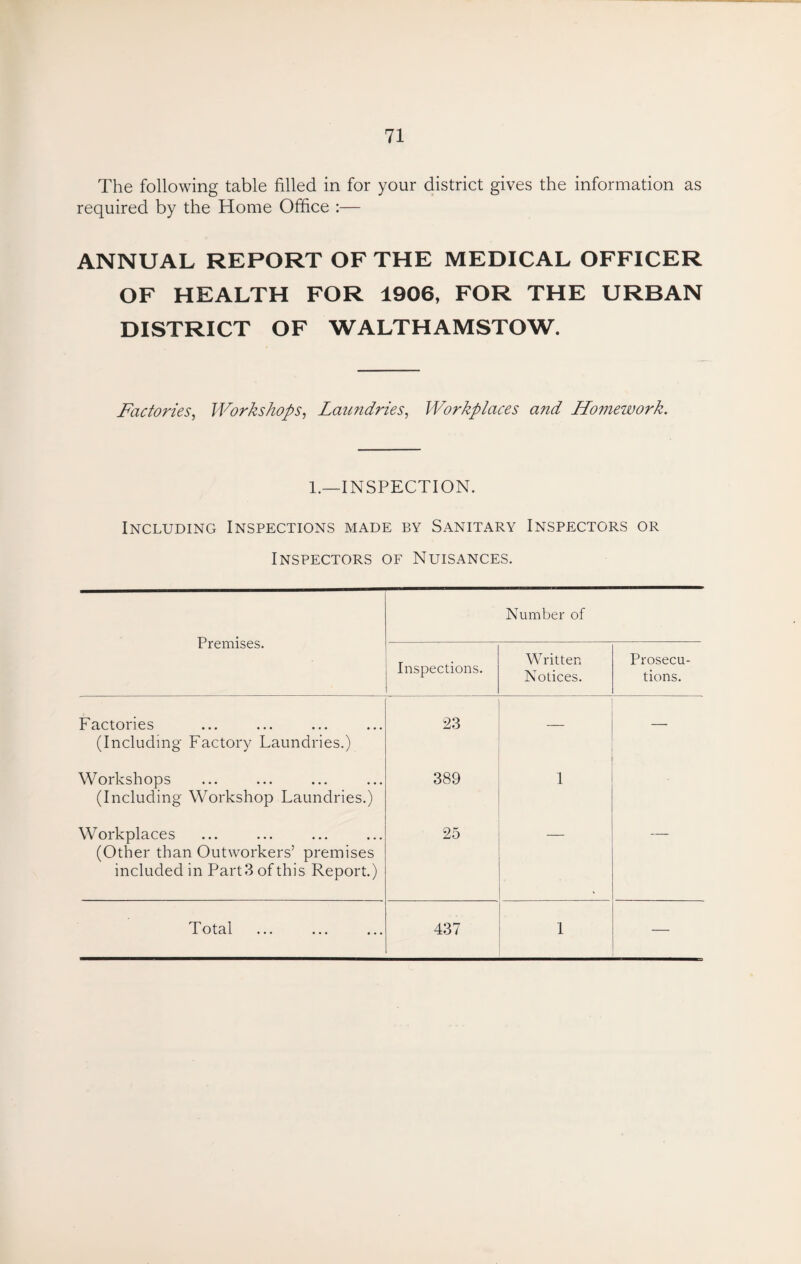 71
The following table filled in for your district gives the information as
required by the Home Office :—
ANNUAL REPORT OF THE MEDICAL OFFICER
OF HEALTH FOR 1906, FOR THE URBAN
DISTRICT OF WALTHAMSTOW.
Factories, Workshops, Laundries, Workplaces and Homework.
1.—INSPECTION.
Including Inspections made by Sanitary Inspectors or
Inspectors of Nuisances.
Premises.
Number of
Inspections.
Written
Notices.
Prosecu-
tions.
Factories ... ... ... ... 23 — —
(Including Factory Laundries.)
Workshops ... ... ... ... 389 1
(Including Workshop Laundries.)
Workplaces ... ... ... ... 25 — —
(Other than Outworkers’ premises
included in Part 3 of this Report.)
Total ... ... ... 437 1 —